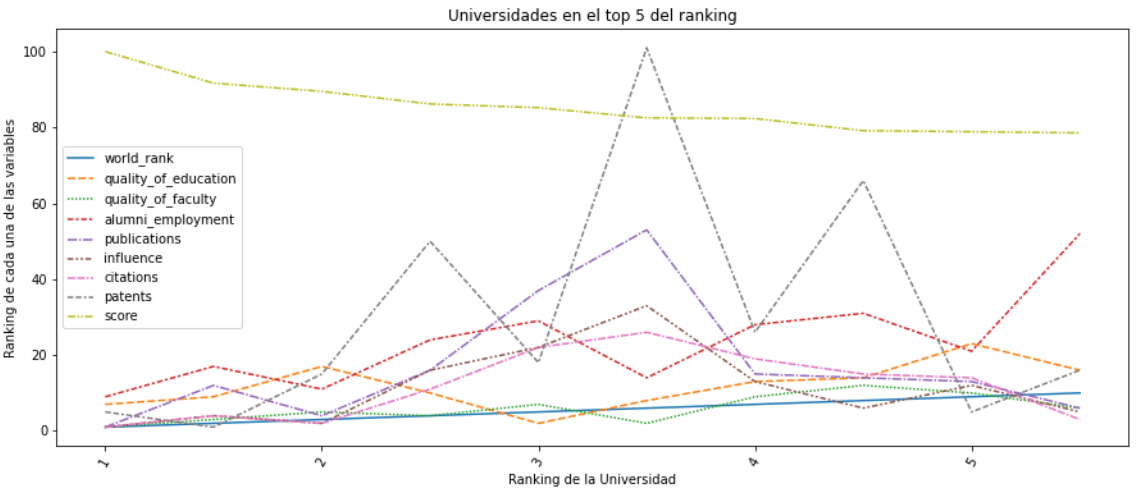 Universidades en el top 5 del ranking
Ranking de cada una de las variables
100
80
60
40
20
0
world_rank
quality_of_education
quality_of_faculty
alumni_employment
publications
influence
citations
patents
score
1
2
3
4
5
Ranking de la Universidad